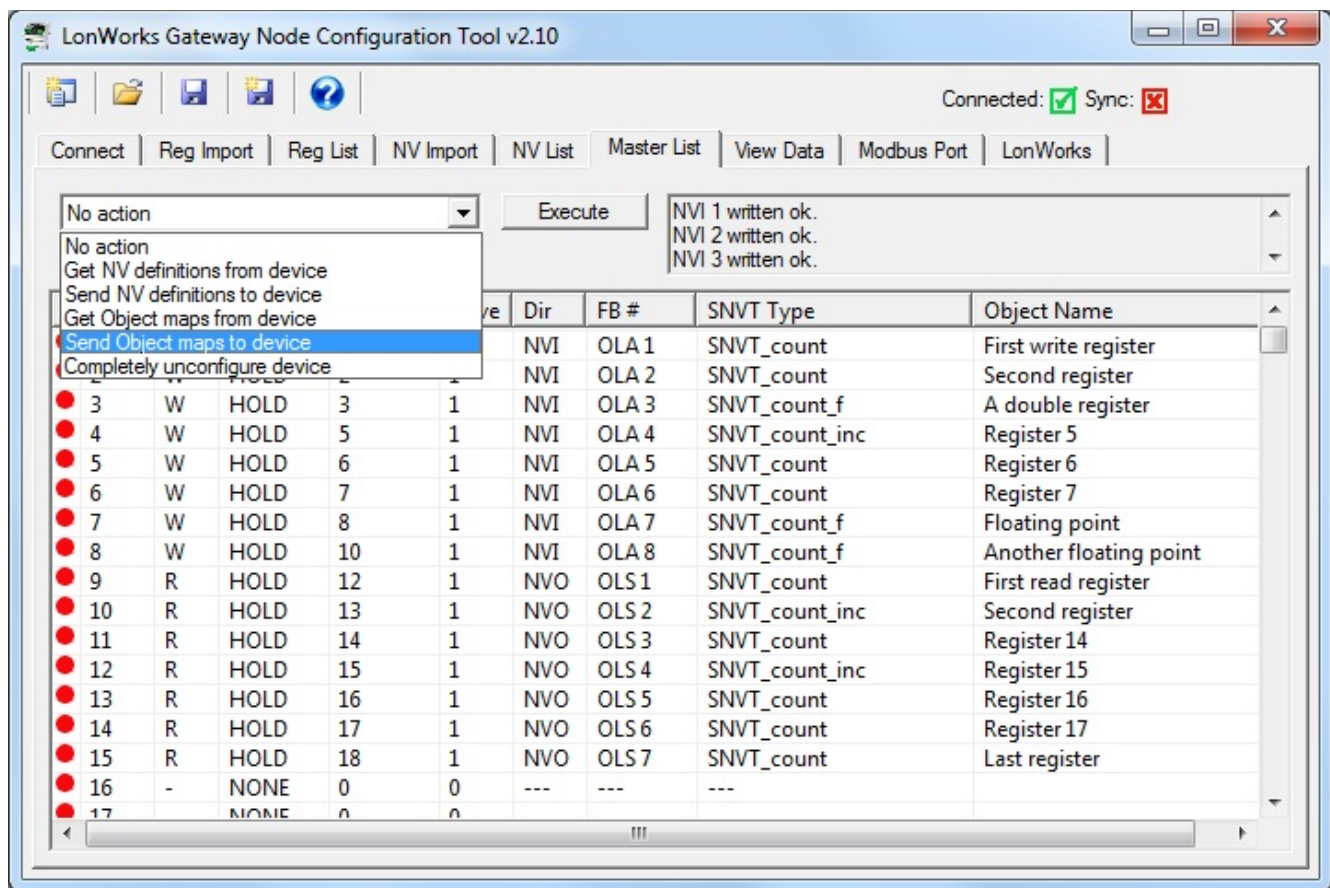 LonWorks Gateway Node Configuration Tool v2.10
Connected: Sync:
Connect Reg Import Reg List NV Import NV List Master List View Data Modbus Port LonWorks
No action Execute NVI 1 written ok.
No action NVI 2 written ok.
Get NV definitions from device NVI 3 written ok.
Send NV definitions to device
Get Object maps from device ve Dir FB # SNVT Type Object Name
Send Object maps to device NVI OLA 1 SNVT_count First write register
Completely unconfigure device NVI OLA 2 SNVT_count Second register
3 W HOLD 3 1 NVI OLA 3 SNVT_count_f A double register
4 W HOLD 5 1 NVI OLA 4 SNVT_count_inc Register 5
5 W HOLD 6 1 NVI OLA 5 SNVT_count Register 6
6 W HOLD 7 1 NVI OLA 6 SNVT_count Register 7
7 W HOLD 8 1 NVI OLA 7 SNVT_count_f Floating point
8 W HOLD 10 1 NVI OLA 8 SNVT_count_f Another floating point
9 R HOLD 12 1 NVO OLS 1 SNVT_count First read register
10 R HOLD 13 1 NVO OLS 2 SNVT_count_inc Second register
11 R HOLD 14 1 NVO OLS 3 SNVT_count Register 14
12 R HOLD 15 1 NVO OLS 4 SNVT_count_inc Register 15
13 R HOLD 16 1 NVO OLS 5 SNVT_count Register 16
14 R HOLD 17 1 NVO OLS 6 SNVT_count Register 17
15 R HOLD 18 1 NVO OLS 7 SNVT_count Last register
16 - NONE 0 0 --- --- ---
17 NONE 0 0